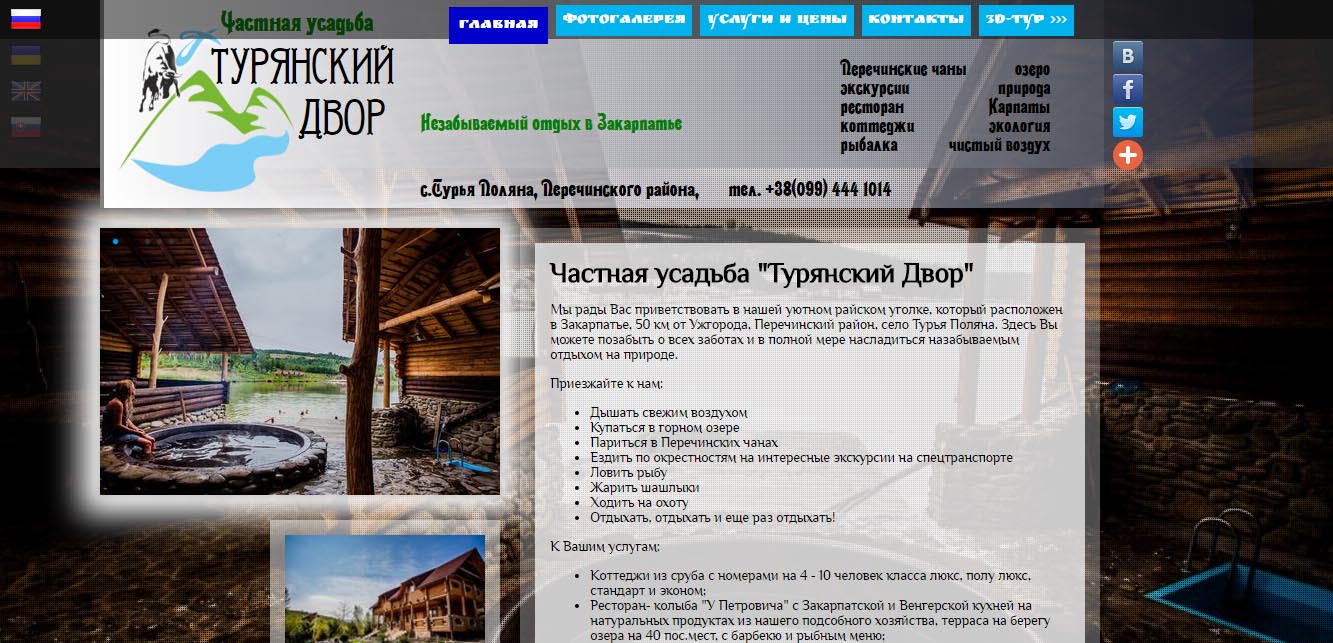 Частная усадьба
ТУРЯНСКИЙ
ДВОР
главная
фотогалерея
услуги и цены
контакты
3D-тур >>>
Незабываемый отдых в Закарпатье
Перечинские чаны
экскурсии
ресторан
коттеджи
рыбалка
озеро
природа
Карпаты
экология
чистый воздух
с.Турья Поляна, Перечинского района, тел. +38(099) 444 1014
В
f
Частная усадьба "Турянский Двор"
Мы рады Вас приветствовать в нашей уютном райском уголке, который расположен
в Закарпатье, 50 км от Ужгорода, Перечинский район, село Турья Поляна. Здесь Вы
можете позабыть о всех заботах и в полной мере насладиться назабываемым
отдыхом на природе.
Приезжайте к нам:
• Дышать свежим воздухом
• Купаться в горном озере
• Париться в Перечинских чанах
• Ездить по окрестностям на интересные экскурсии на спецтранспорте
• Ловить рыбу
• Жарить шашлыки
• Ходить на охоту
• Отдыхать, отдыхать и еще раз отдыхать!
К Вашим услугам:
• Коттеджи из сруба с номерами на 4 - 10 человек класса люкс, полу люкс,
стандарт и эконом;
• Ресторан- колыба "У Петровича" с Закарпатской и Венгерской кухней на
натуральных продуктах из нашего подсобного хозяйства, терраса на берегу
озера на 40 пос.мест, с барбекю и рыбным меню;